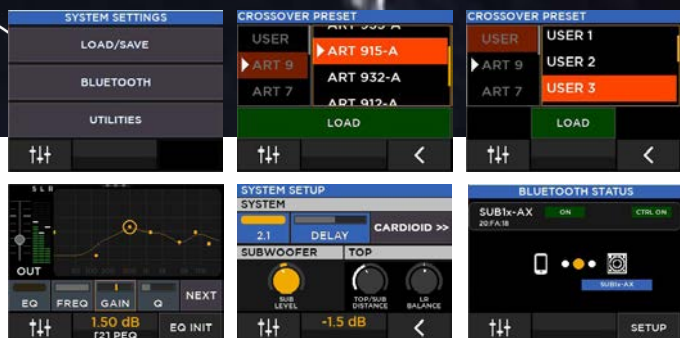 SYSTEM SETTINGS
LOAD/SAVE
BLUETOOTH
UTILITIES
CROSSOVER PRESET
USER
ART 9
ART 7
ART 935-A
ART 915-A
ART 932-A
ART 912-A
LOAD
CROSSOVER PRESET
USER
ART 9
ART 7
USER 1
USER 2
USER 3
LOAD
S L R
OUT
EQ
FREQ
GAIN
Q
NEXT
1.50 dB
[2] PEQ
EQ INIT
SYSTEM SETUP
SYSTEM
2.1
DELAY
CARDIOID >>
SUBWOOFER
TOP
SUB
LEVEL
TOP/SUB
DISTANCE
LR
BALANCE
-1.5 dB
BLUETOOTH STATUS
SUB1x-AX
ON
CTRL ON
20:FA:18
SUB1x-AX
SETUP